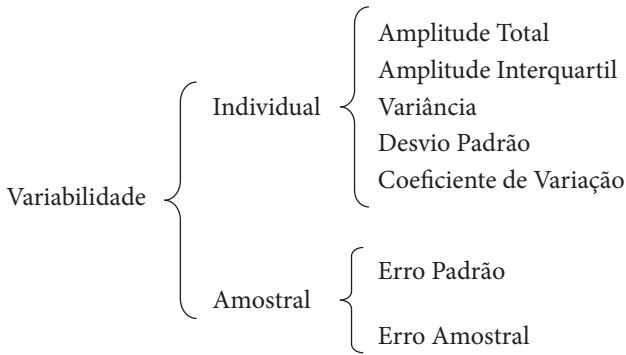 Variabilidade
Individual
Amplitude Total
Amplitude Interquartil
Variância
Desvio Padrão
Coeficiente de Variação
Amostral
Erro Padrão
Erro Amostral